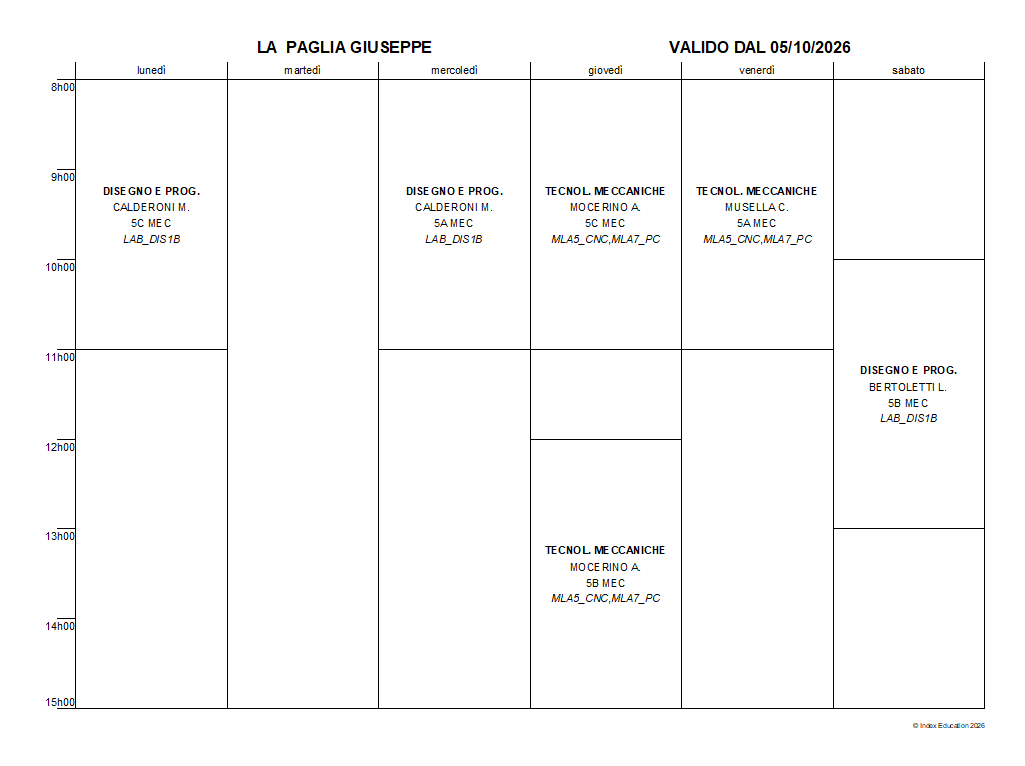 LA PAGLIA GIUSEPPE
VALIDO DAL 05/10/2026
lunedì
martedì
mercoledì
giovedì
venerdì
sabato
8h00
9h00
10h00
11h00
12h00
13h00
14h00
15h00
DISEGNO E PROG.
CALDERONI M.
5C MEC
LAB_DIS1B
DISEGNO E PROG.
CALDERONI M.
5A MEC
LAB_DIS1B
TECNOL. MECCANICHE
MOCERINO A.
5C MEC
MLA5_CNC,MLA7_PC
TECNOL. MECCANICHE
MOCERINO A.
5B MEC
MLA5_CNC,MLA7_PC
TECNOL. MECCANICHE
MUSELLA C.
5A MEC
MLA5_CNC,MLA7_PC
DISEGNO E PROG.
BERTOLETTI L.
5B MEC
LAB_DIS1B
© Index Education 2026